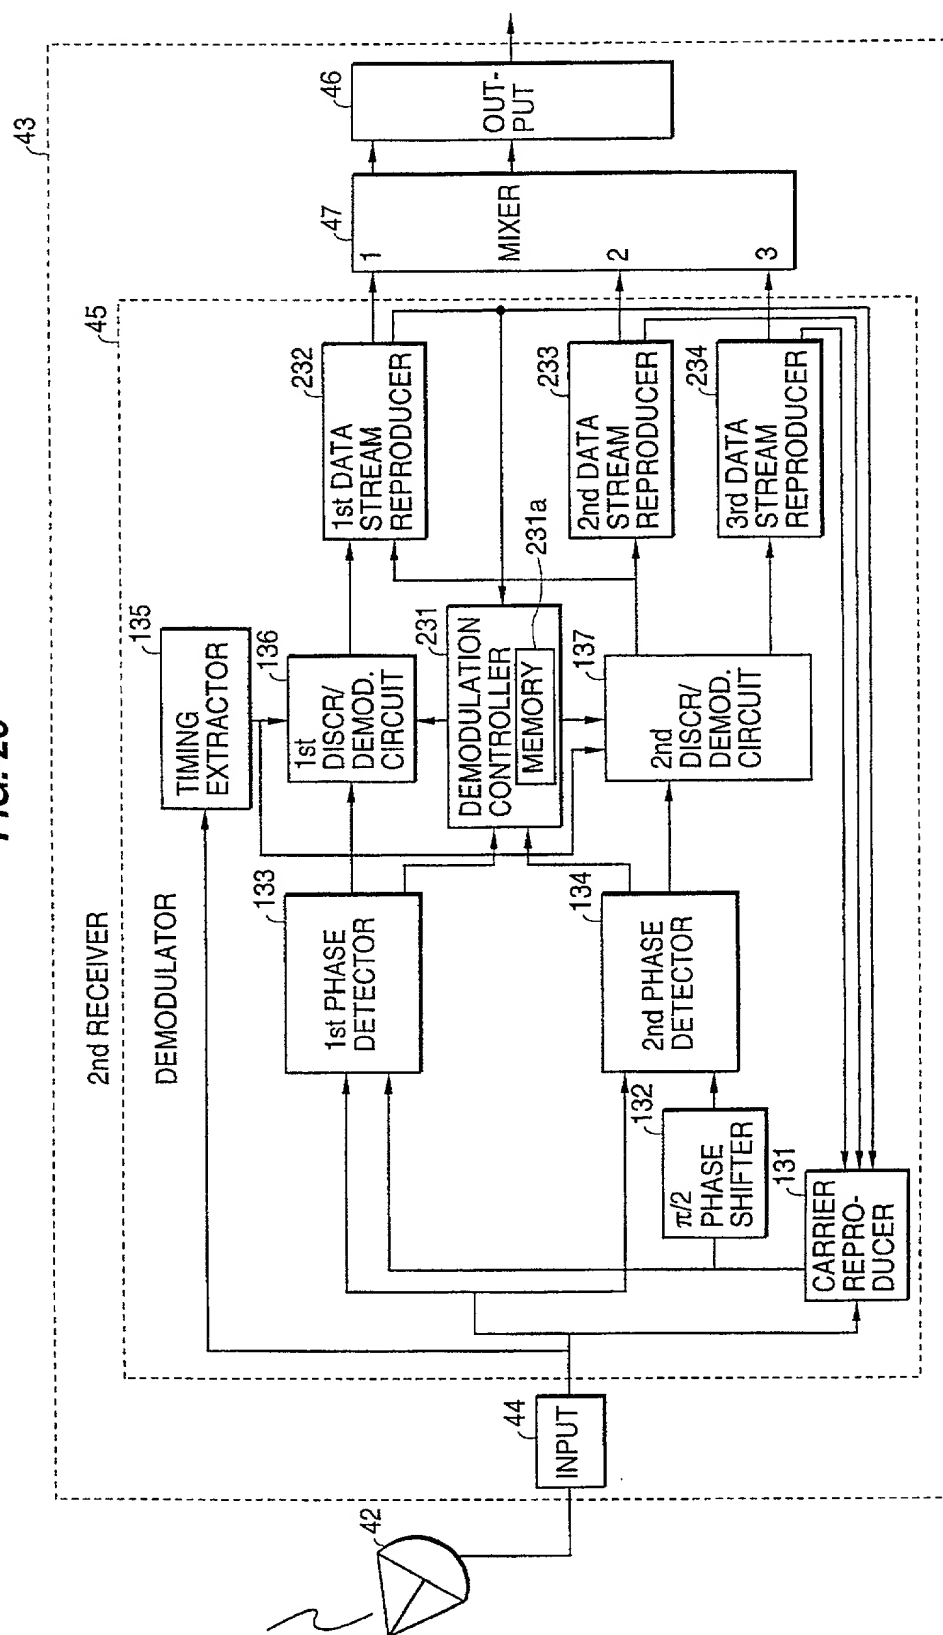 FIG.
43
2nd RECEIVER
45
DEMODULATOR
135
TIMING
EXTRACTOR
232
1st DATA
STREAM
REPRODUCER
47
1
MIXER
2
3
46
OUT-
PUT
136
1st
DISCR/
DEMOD.
CIRCUIT
133
1st PHASE
DETECTOR
231
DEMODULATION
CONTROLLER
MEMORY
231a
42
44
INPUT
134
2nd PHASE
DETECTOR
137
2nd
DISCR/
DEMOD.
CIRCUIT
233
2nd DATA
STREAM
REPRODUCER
132
π/2
PHASE
SHIFTER
234
3rd DATA
STREAM
REPRODUCER
131
CARRIER
REPRO-
DUCER